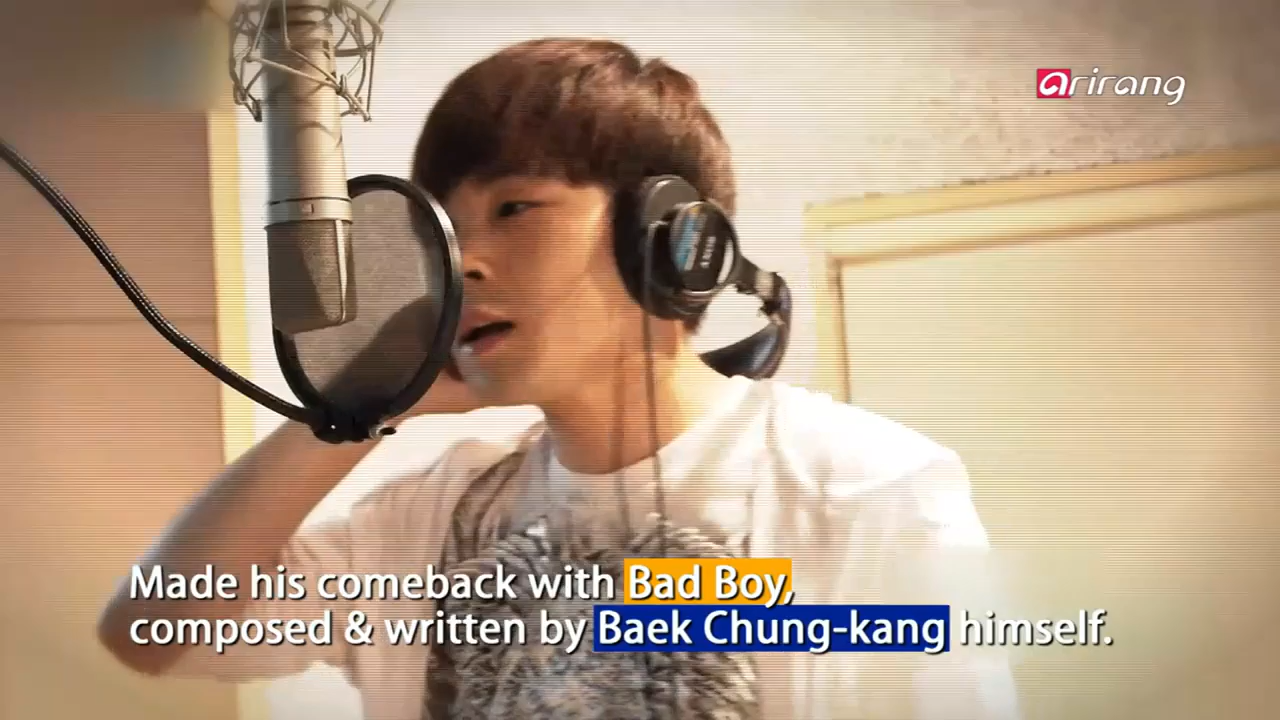 arirang
Made his comeback with Bad Boy,
composed & written by Baek Chung-kang himself.